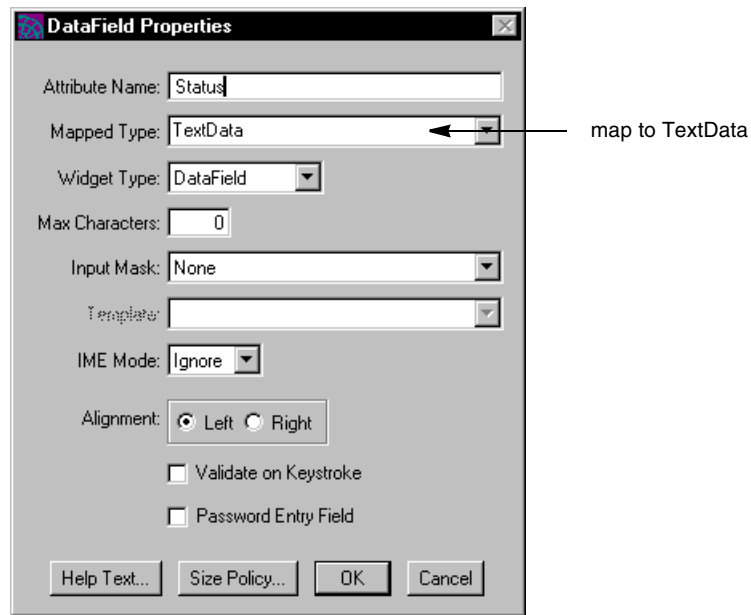 DataField Properties
Attribute Name: Status
Mapped Type: TextData
map to TextData
Widget Type: DataField
Max Characters: 0
Input Mask: None
Template:
IME Mode: Ignore
Alignment: Left Right
Validate on Keystroke
Password Entry Field
Help Text... Size Policy... OK Cancel